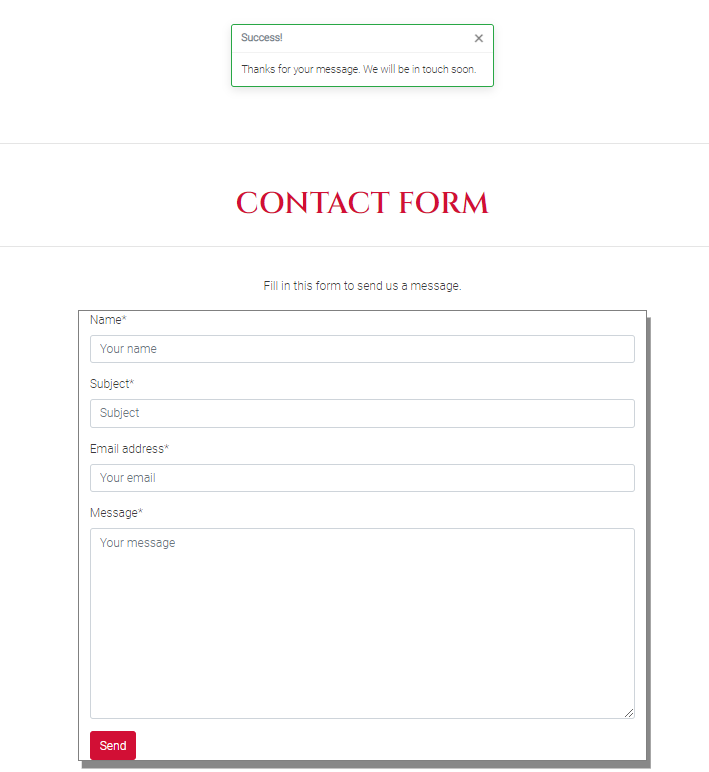 Success! ×
Thanks for your message. We will be in touch soon.
CONTACT FORM
Fill in this form to send us a message.
Name*
Your name
Subject*
Subject
Email address*
Your email
Message*
Your message
Send